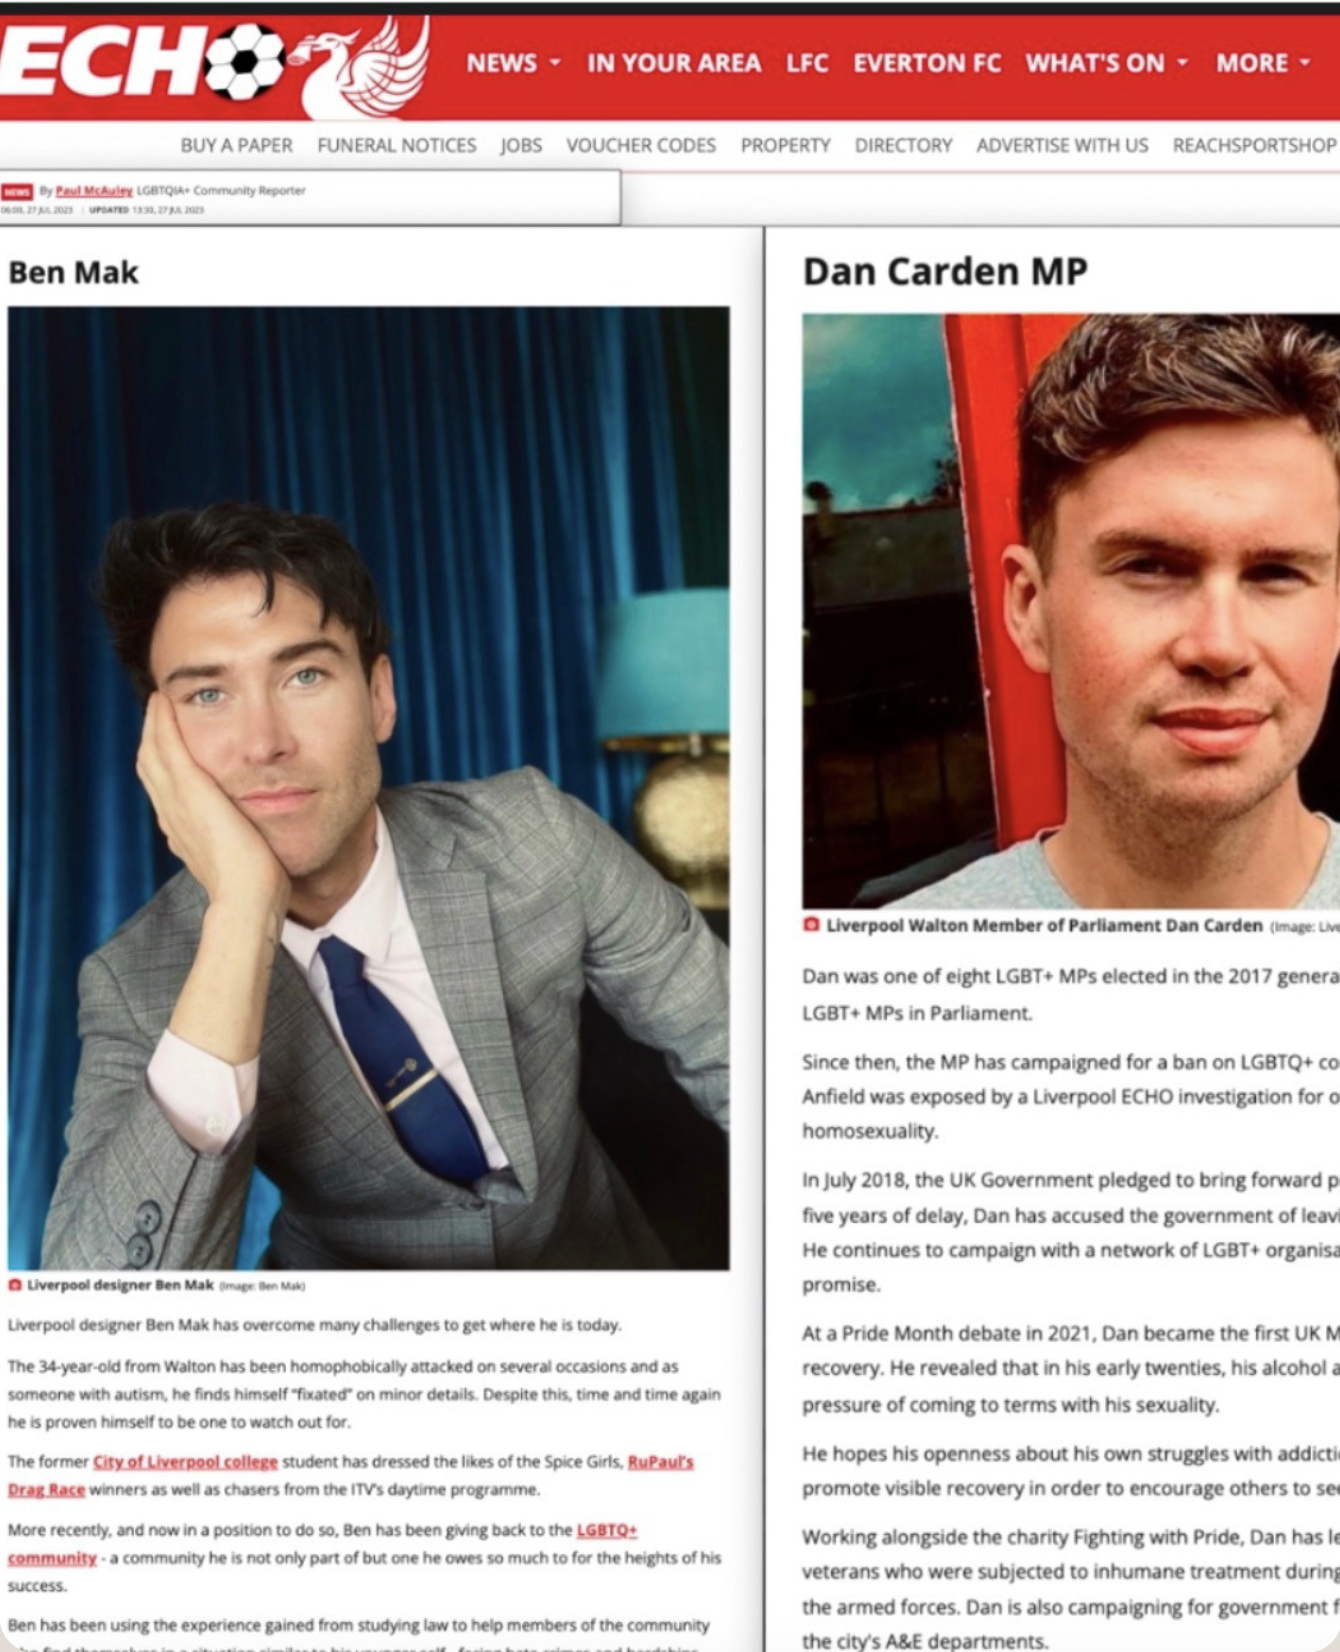 ECHO
NEWS IN YOUR AREA LFC EVERTON FC WHAT'S ON MORE
BUY A PAPER FUNERAL NOTICES JOBS VOUCHER CODES PROPERTY DIRECTORY ADVERTISE WITH US REACHSPORTSHOP
NEWS By Paul McAuley LGBTQIA+ Community Reporter
06:00, 27 JUL 2023 | UPDATED 13:30, 27 JUL 2023
Ben Mak
Liverpool designer Ben Mak (Image: Ben Mak)
Liverpool designer Ben Mak has overcome many challenges to get where he is today.
The 34-year-old from Walton has been homophobically attacked on several occasions and as
someone with autism, he finds himself "fixated" on minor details. Despite this, time and time again
he is proven himself to be one to watch out for.
The former City of Liverpool college student has dressed the likes of the Spice Girls, RuPaul's
Drag Race winners as well as chasers from the ITV's daytime programme.
More recently, and now in a position to do so, Ben has been giving back to the LGBTQ+
community - a community he is not only part of but one he owes so much to for the heights of his
success.
Ben has been using the experience gained from studying law to help members of the community
Dan Carden MP
Liverpool Walton Member of Parliament Dan Carden (Image: Live
Dan was one of eight LGBT+ MPs elected in the 2017 genera
LGBT+ MPs in Parliament.
Since then, the MP has campaigned for a ban on LGBTQ+ co
Anfield was exposed by a Liverpool ECHO investigation for o
homosexuality.
In July 2018, the UK Government pledged to bring forward p
five years of delay, Dan has accused the government of leavi
He continues to campaign with a network of LGBT+ organisa
promise.
At a Pride Month debate in 2021, Dan became the first UK M
recovery. He revealed that in his early twenties, his alcohol a
pressure of coming to terms with his sexuality.
He hopes his openness about his own struggles with addicti
promote visible recovery in order to encourage others to see
Working alongside the charity Fighting with Pride, Dan has le
veterans who were subjected to inhumane treatment during
the armed forces. Dan is also campaigning for government f
the city's A&E departments.